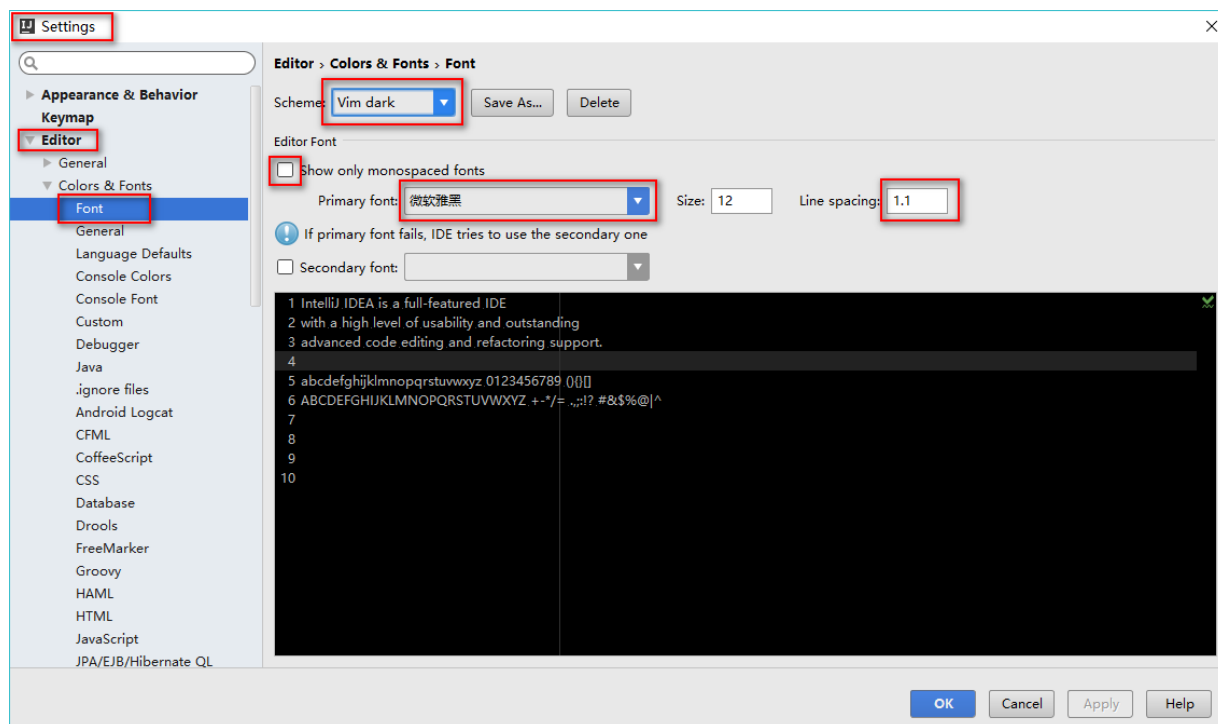 Settings
Editor › Colors & Fonts › Font
Appearance & Behavior
Scheme: Vim dark Save As... Delete
Keymap
Editor
Editor Font
General
Show only monospaced fonts
Colors & Fonts
Font
Primary font: 微软雅黑 Size: 12 Line spacing: 1.1
General
If primary font fails, IDE tries to use the secondary one
Language Defaults
Secondary font:
Console Colors
Console Font
Custom
Debugger
Java
.ignore files
Android Logcat
CFML
CoffeeScript
CSS
Database
Drools
FreeMarker
Groovy
HAML
HTML
JavaScript
JPA/EJB/Hibernate QL
1 IntelliJ IDEA is a full-featured IDE
2 with a high level of usability and outstanding
3 advanced code editing and refactoring support.
4
5 abcdefghijklmnopqrstuvwxyz 0123456789 (){}[]
6 ABCDEFGHIJKLMNOPQRSTUVWXYZ +-*/= .,;:!? #&$%@|^
7
8
9
10
OK Cancel Apply Help